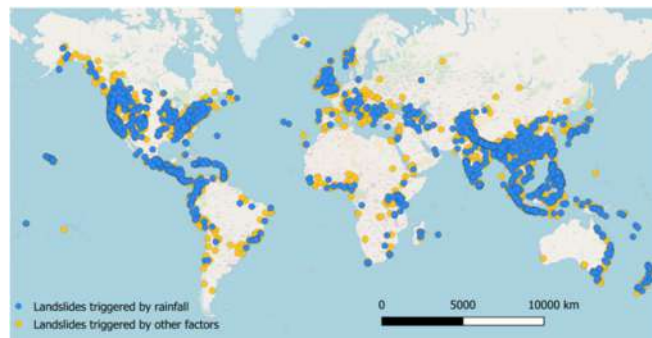 Landslides triggered by rainfall
Landslides triggered by other factors
0 5000 10000 km